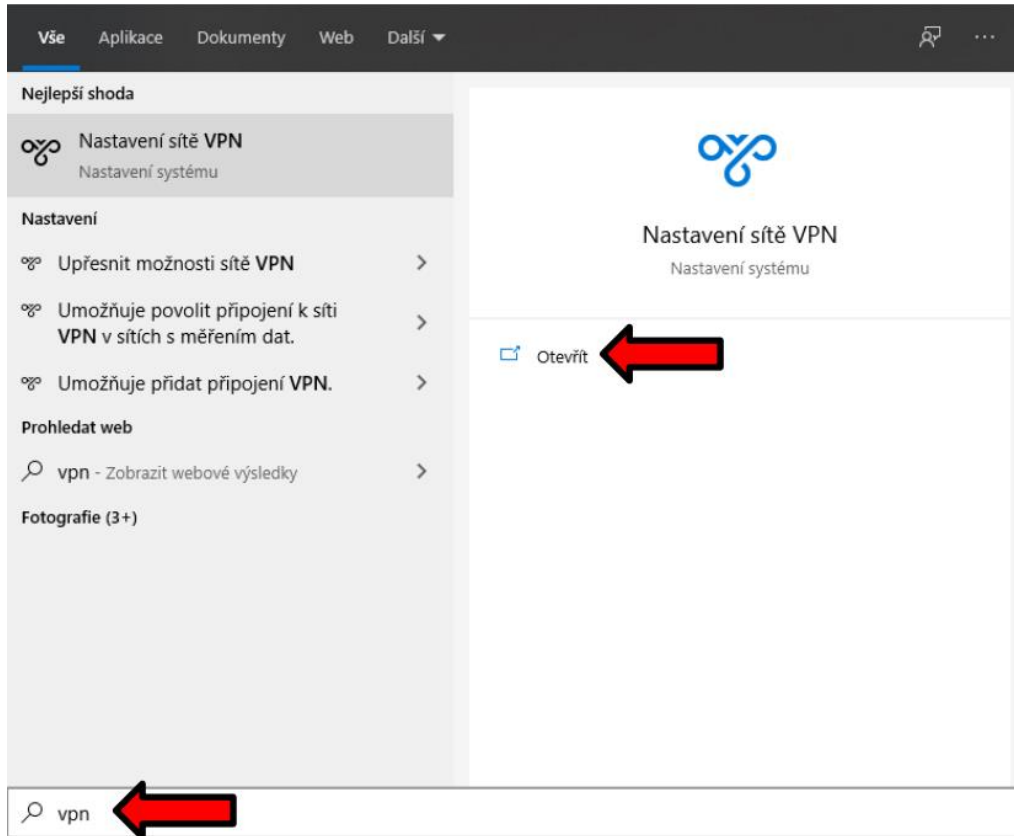 Vše Aplikace Dokumenty Web Další
Nejlepší shoda
Nastavení sítě VPN
Nastavení systému
Nastavení
Upřesnit možnosti sítě VPN
Umožňuje povolit připojení k síti
VPN v sítích s měřením dat.
Umožňuje přidat připojení VPN.
Prohledat web
vpn - Zobrazit webové výsledky
Fotografie (3+)
Nastavení sítě VPN
Nastavení systému
Otevřít
vpn